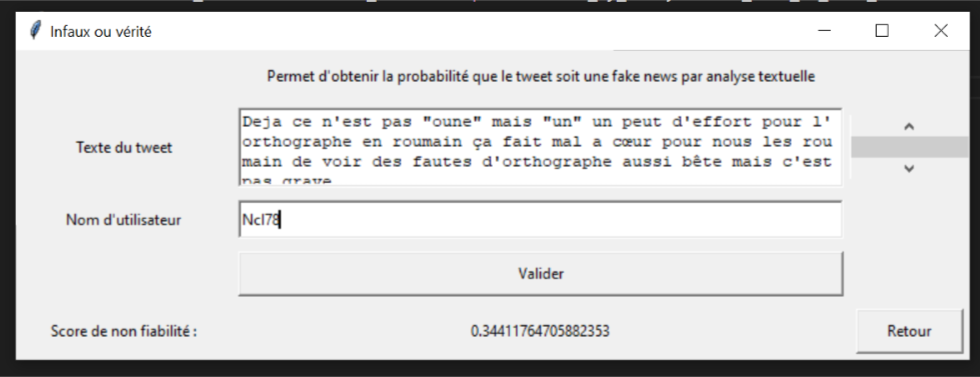 Infaux ou vérité
Permet d'obtenir la probabilité que le tweet soit une fake news par analyse textuelle
Texte du tweet
Deja ce n'est pas "oune" mais "un" un peut d'effort pour l'
orthographe en roumain ça fait mal a cœur pour nous les rou
main de voir des fautes d'orthographe aussi bête mais c'est
pas grave
Nom d'utilisateur
Ncl78
Valider
Score de non fiabilité :
0.34411764705882353
Retour